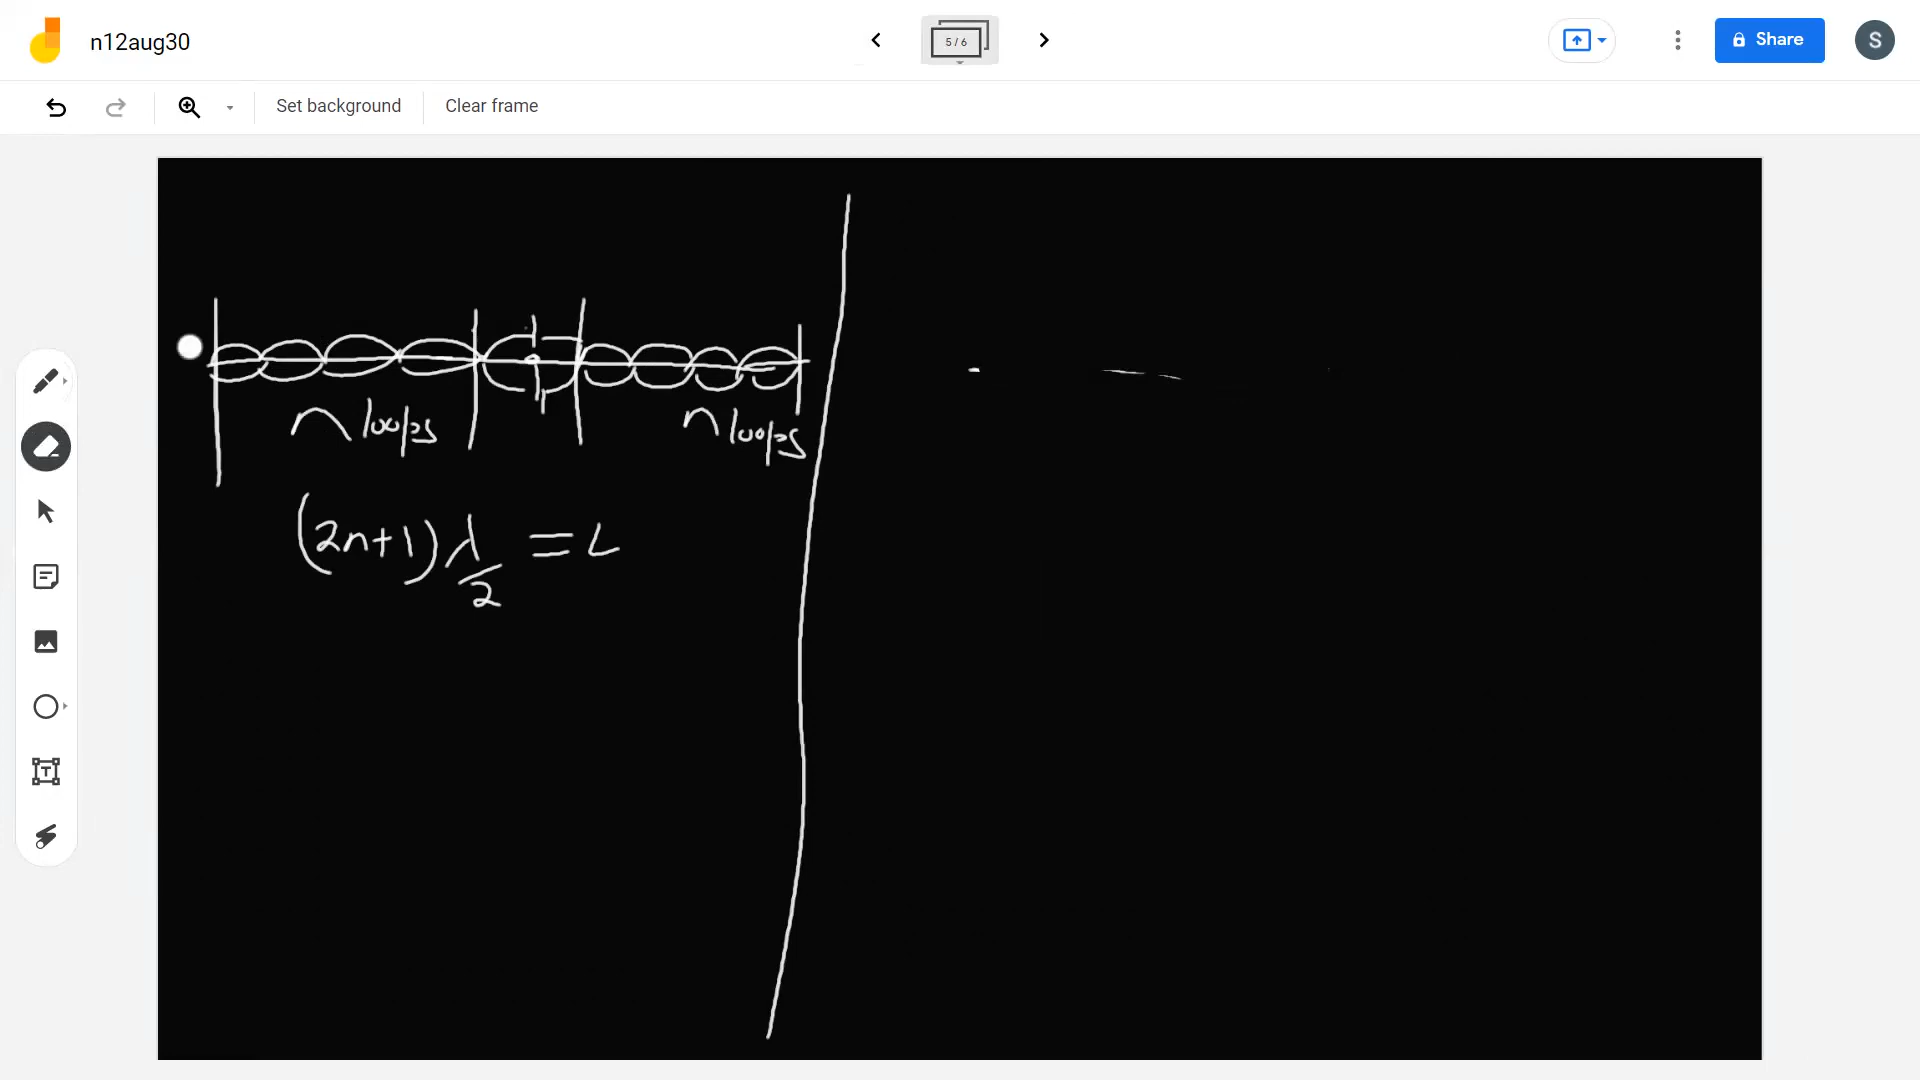 n12aug30
5 / 6
Share
S
Set background
Clear frame
n loops
n loops
(2n+1) λ/2 = L